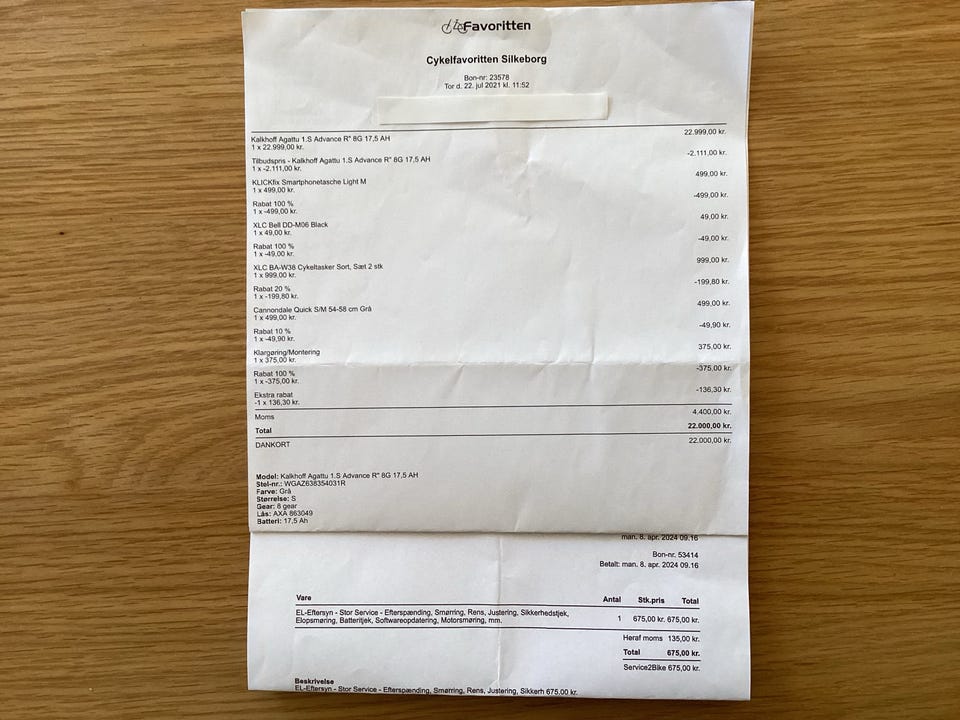 Favoritten
Cykelfavoritten Silkeborg
Bon-nr: 23578
Tor d. 22. jul 2021 kl. 11:52
Kalkhoff Agattu 1.S Advance R" 8G 17,5 AH 22.999,00 kr.
1 x 22.999,00 kr.
Tilbudspris - Kalkhoff Agattu 1.S Advance R" 8G 17,5 AH -2.111,00 kr.
1 x -2.111,00 kr.
KLICKfix Smartphonetasche Light M 499,00 kr.
1 x 499,00 kr.
Rabat 100 % -499,00 kr.
1 x -499,00 kr.
XLC Bell DD-M06 Black 49,00 kr.
1 x 49,00 kr.
Rabat 100 % -49,00 kr.
1 x -49,00 kr.
XLC BA-W38 Cykeltasker Sort, Sæt 2 stk 999,00 kr.
1 x 999,00 kr.
Rabat 20 % -199,80 kr.
1 x -199,80 kr.
Cannondale Quick S/M 54-58 cm Grå 499,00 kr.
1 x 499,00 kr.
Rabat 10 % -49,90 kr.
1 x -49,90 kr.
Klargøring/Montering 375,00 kr.
1 x 375,00 kr.
Rabat 100 % -375,00 kr.
1 x -375,00 kr.
Ekstra rabat -136,30 kr.
-1 x 136,30 kr.
Moms 4.400,00 kr.
Total 22.000,00 kr.
DANKORT 22.000,00 kr.
Model: Kalkhoff Agattu 1.S Advance R" 8G 17,5 AH
Stel-nr.: WGAZ638354031R
Farve: Grå
Størrelse: S
Gear: 8 gear
Lås: AXA 863049
Batteri: 17,5 Ah
man. 8. apr. 2024 09.16
Bon-nr. 53414
Betalt: man. 8. apr. 2024 09.16
Vare Antal Stk.pris Total
EL-Eftersyn - Stor Service - Efterspænding, Smørring, Rens, Justering, Sikkerhedstjek,
Elopsmøring, Batteritjek, Softwareopdatering, Motorsmøring, mm. 1 675,00 kr. 675,00 kr.
Heraf moms 135,00 kr.
Total 675,00 kr.
Service2Bike 675,00 kr.
Beskrivelse
EL-Eftersyn - Stor Service - Efterspænding, Smørring, Rens, Justering, Sikkerh 675,00 kr.